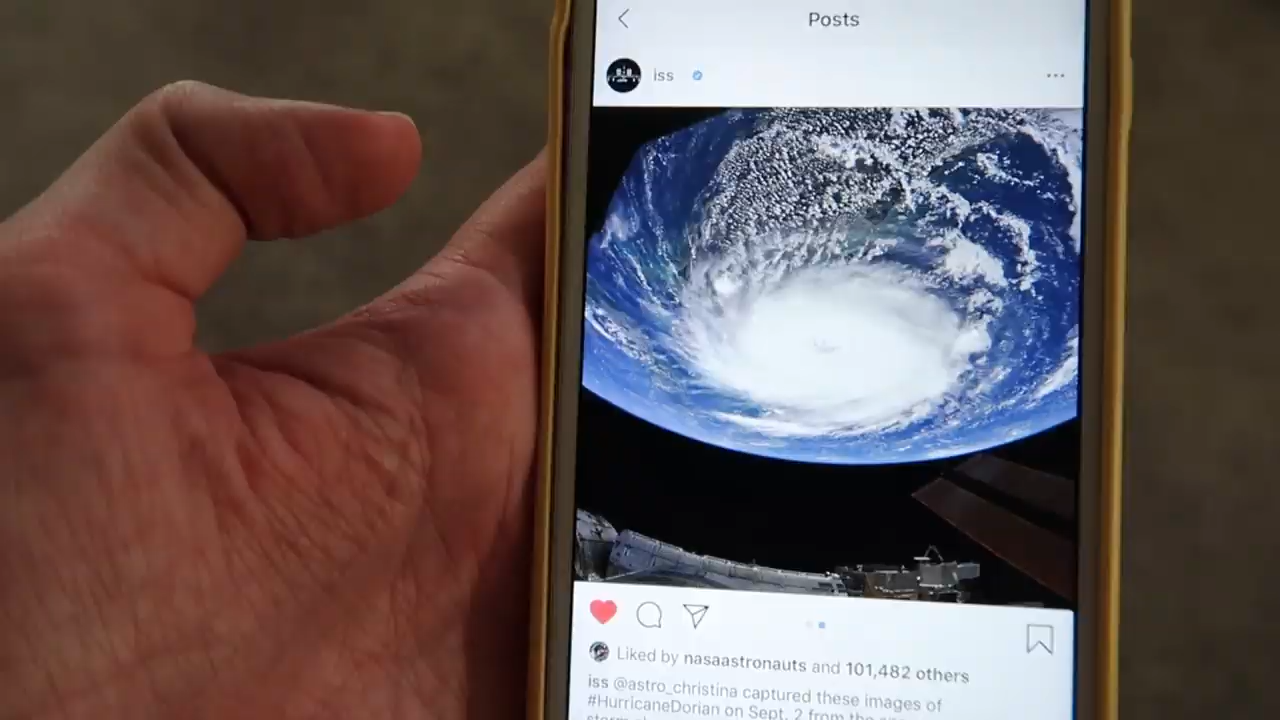 Posts
iss
Liked by nasaastronauts and 101,482 others
iss @astro_christina captured these images of
#HurricaneDorian on Sept. 2 from the